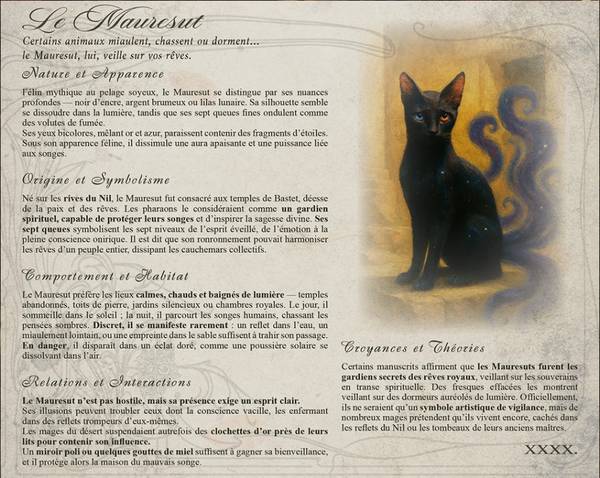 Le Mauresut
Certains animaux miaulent, chassent ou dorment...
le Mauresut, lui, veille sur vos rêves.
Nature et Apparence
Félin mythique au pelage soyeux, le Mauresut se distingue par ses nuances
profondes — noir d'encre, argent brumeux ou lilas lunaire. Sa silhouette semble
se dissoudre dans la lumière, tandis que ses sept queues fines ondulent comme
des volutes de fumée.
Ses yeux bicolores, mêlant or et azur, paraissent contenir des fragments d'étoiles.
Sous son apparence féline, il dissimule une aura apaisante et une puissance liée
aux songes.
Origine et Symbolisme
Né sur les rives du Nil, le Mauresut fut consacré aux temples de Bastet, déesse
de la paix et des rêves. Les pharaons le considéraient comme un gardien
spirituel, capable de protéger leurs songes et d'inspirer la sagesse divine. Ses
sept queues symbolisent les sept niveaux de l'esprit éveillé, de l'émotion à la
pleine conscience onirique. Il est dit que son ronronnement pouvait harmoniser
les rêves d'un peuple entier, dissipant les cauchemars collectifs.
Comportement et Habitat
Le Mauresut préfère les lieux calmes, chauds et baignés de lumière — temples
abandonnés, toits de pierre, jardins silencieux ou chambres royales. Le jour, il
sommeille dans le soleil ; la nuit, il parcourt les songes humains, chassant les
pensées sombres. Discret, il se manifeste rarement : un reflet dans l'eau, un
miaulement lointain, ou une empreinte dans le sable suffisent à trahir son passage.
En danger, il disparaît dans un éclat doré, comme une poussière solaire se
dissolvant dans l'air.
Relations et Interactions
Le Mauresut n'est pas hostile, mais sa présence exige un esprit clair.
Ses illusions peuvent troubler ceux dont la conscience vacille, les enfermant
dans des reflets trompeurs d'eux-mêmes.
Les mages du désert suspendaient autrefois des clochettes d'or près de leurs
lits pour contenir son influence.
Un miroir poli ou quelques gouttes de miel suffisent à gagner sa bienveillance,
et il protège alors la maison du mauvais songe.
Croyances et Théories
Certains manuscrits affirment que les Mauresuts furent les
gardiens secrets des rêves royaux, veillant sur les souverains
en transe spirituelle. Des fresques effacées les montrent
veillant sur des dormeurs auréolés de lumière. Officiellement,
ils ne seraient qu'un symbole artistique de vigilance, mais de
nombreux mages prétendent qu'ils vivent encore, cachés dans
les reflets du Nil ou les tombeaux de leurs anciens maîtres.
XXXX.